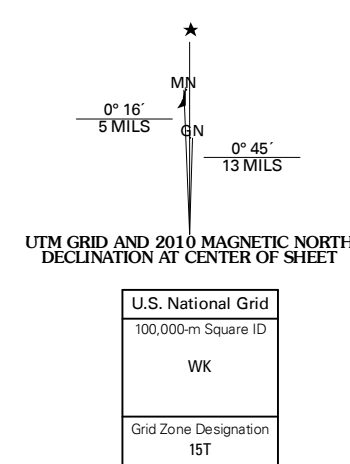 MN
0° 16´
5 MILS
GN
0° 45´
13 MILS
UTM GRID AND 2010 MAGNETIC NORTH
DECLINATION AT CENTER OF SHEET
U.S. National Grid
100,000-m Square ID
WK
Grid Zone Designation
15T